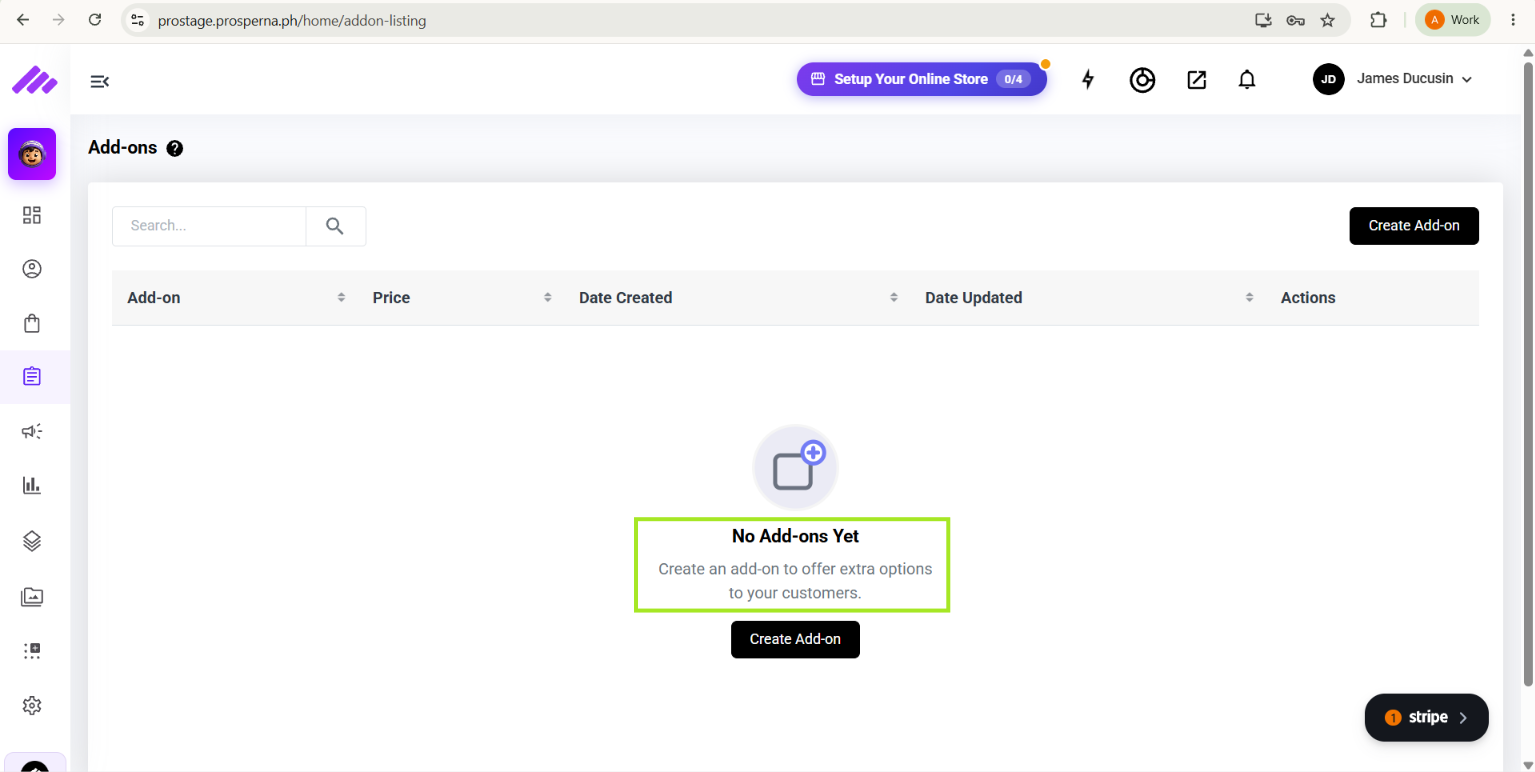 prostage.prosperna.ph/home/addon-listing
A Work
Setup Your Online Store 0/4
JD James Ducusin
Add-ons ?
Search...
Create Add-on
Add-on Price Date Created Date Updated Actions
No Add-ons Yet
Create an add-on to offer extra options
to your customers.
Create Add-on
1 stripe